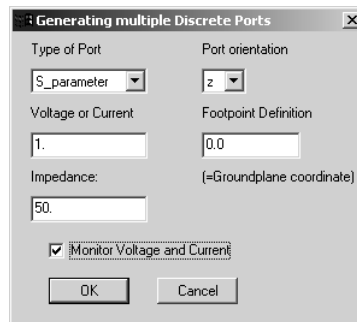 Generating multiple Discrete Ports
Type of Port
Port orientation
S_parameter
z
Voltage or Current
Footpoint Definition
1.
0.0
Impedance:
(=Groundplane coordinate)
50.
Monitor Voltage and Current
OK
Cancel